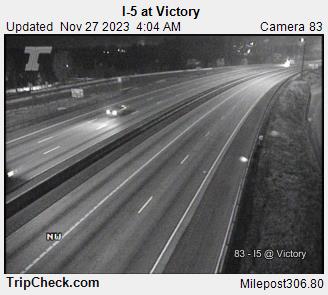 I-5 at Victory
Updated Nov 27 2023 4:04 AM Camera 83
T
NW
83 - I5 @ Victory
TripCheck.com Milepost306.80